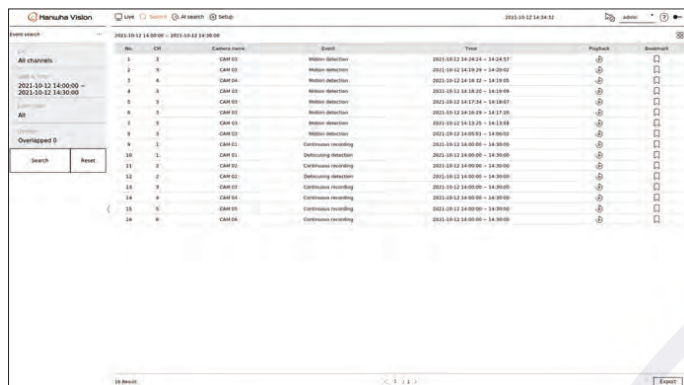 Hanwha Vision
Live Search AI search Setup
2021-10-12 14:34:32
admin
Event search
2021-10-12 14:00:00 ~ 2021-10-12 14:30:00
CH
All channels
2021-10-12 14:00:00 ~
2021-10-12 14:30:00
All
Overlapped 0
Search Reset
No. CH Camera name Event Time Playback Bookmark
1 3 CAM 03 Motion detection
2 3 CAM 03 Motion detection
3 4 CAM 04 Motion detection
4 3 CAM 03 Motion detection
5 3 CAM 03 Motion detection
6 3 CAM 03 Motion detection
7 3 CAM 03 Motion detection
8 3 CAM 03 Motion detection
9 1 CAM 01 Continuous recording 2021-10-12 14:00:00 ~ 14:30:00
10 1 CAM 01 Defocusing detection 2021-10-12 14:00:00 ~ 14:30:00
11 2 CAM 02 Continuous recording 2021-10-12 14:00:00 ~ 14:30:00
12 2 CAM 02 Defocusing detection 2021-10-12 14:00:00 ~ 14:30:00
13 3 CAM 03 Continuous recording 2021-10-12 14:00:00 ~ 14:30:00
14 4 CAM 04 Continuous recording 2021-10-12 14:00:00 ~ 14:30:00
15 5 CAM 05 Continuous recording 2021-10-12 14:00:00 ~ 14:30:00
16 6 CAM 06 Continuous recording 2021-10-12 14:00:00 ~ 14:30:00
16 Result
< 1 / 1 >
Export